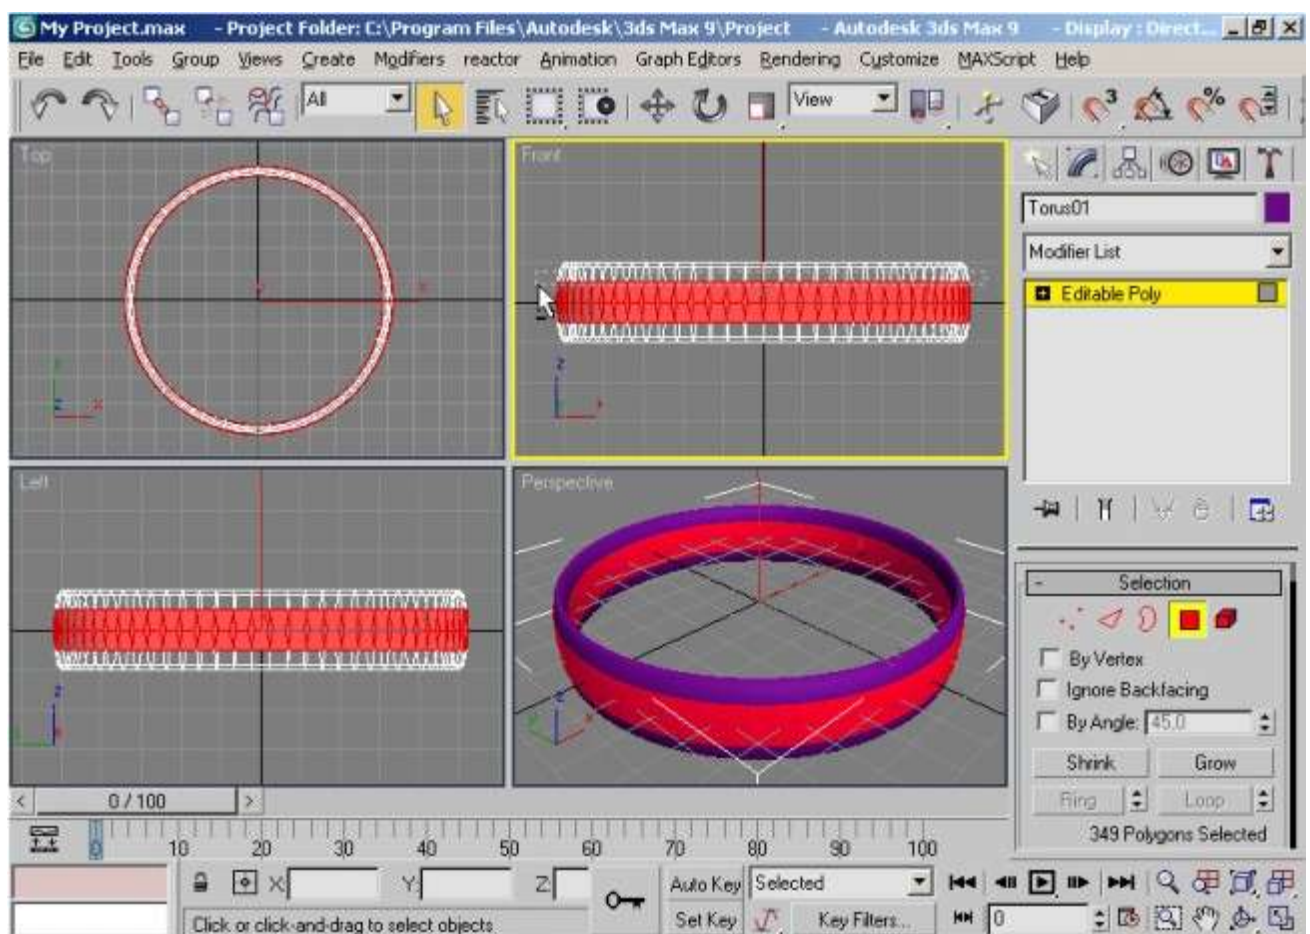 My Project.max - Project Folder: C:\Program Files\Autodesk\3ds Max 9\Project - Autodesk 3ds Max 9 - Display : Direct...
File Edit Tools Group Views Create Modifiers reactor Animation Graph Editors Rendering Customize MAXScript Help
All View 3 %
Top Front
Torus01
Modifier List
Editable Poly
Left Perspective
Selection
By Vertex
Ignore Backfacing
By Angle: 45.0
Shrink Grow
Ring Loop
349 Polygons Selected
0 / 100
0 10 20 30 40 50 60 70 80 90 100
X: Y: Z: Auto Key Selected
Click or click-and-drag to select objects Set Key Key Filters... 0